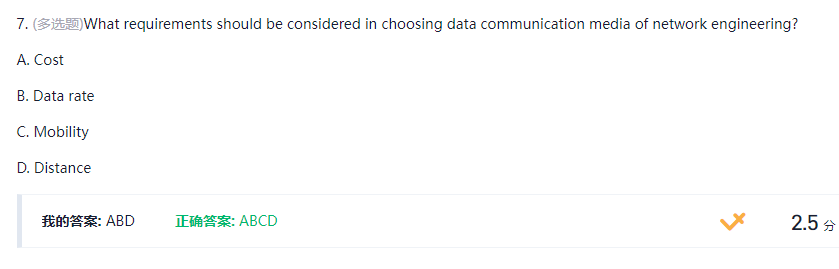 7. (多选题)What requirements should be considered in choosing data communication media of network engineering?
A. Cost
B. Data rate
C. Mobility
D. Distance
我的答案: ABD 正确答案: ABCD 2.5 分